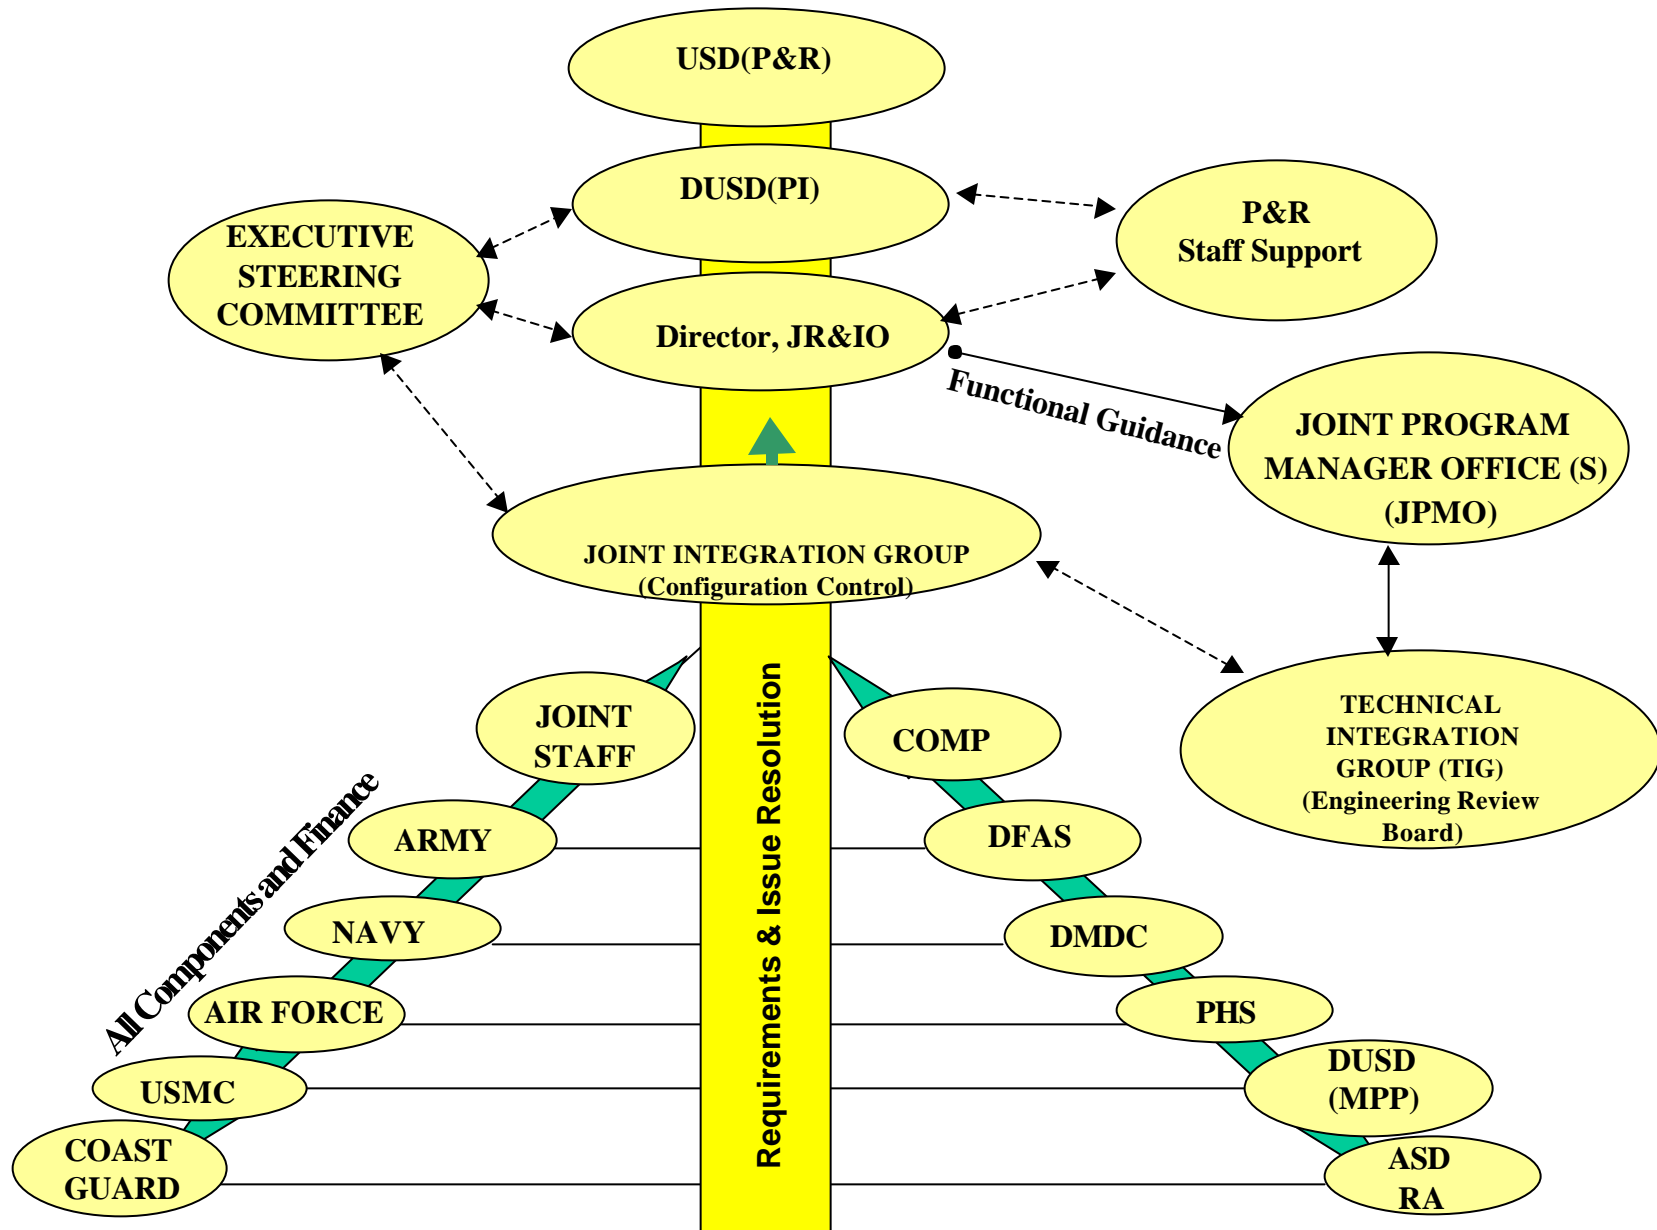 USD(P&R)
DUSD(PI)
P&R
Staff Support
EXECUTIVE
STEERING
COMMITTEE
Director, JR&IO
Functional Guidance
JOINT PROGRAM
MANAGER OFFICE (S)
(JPMO)
JOINT INTEGRATION GROUP
(Configuration Control)
TECHNICAL
INTEGRATION
GROUP (TIG)
(Engineering Review
Board)
Requirements & Issue Resolution
All Components and Finance
JOINT
STAFF
COMP
ARMY
DFAS
NAVY
DMDC
AIR FORCE
PHS
USMC
DUSD
(MPP)
COAST
GUARD
ASD
RA